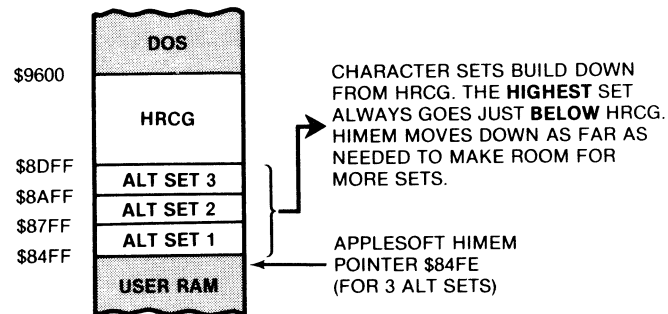 DOS
$9600
HRCG
$8DFF
ALT SET 3
$8AFF
ALT SET 2
$87FF
ALT SET 1
$84FF
USER RAM
CHARACTER SETS BUILD DOWN
FROM HRCG. THE HIGHEST SET
ALWAYS GOES JUST BELOW HRCG.
HIMEM MOVES DOWN AS FAR AS
NEEDED TO MAKE ROOM FOR
MORE SETS.
APPLESOFT HIMEM
POINTER $84FE
(FOR 3 ALT SETS)